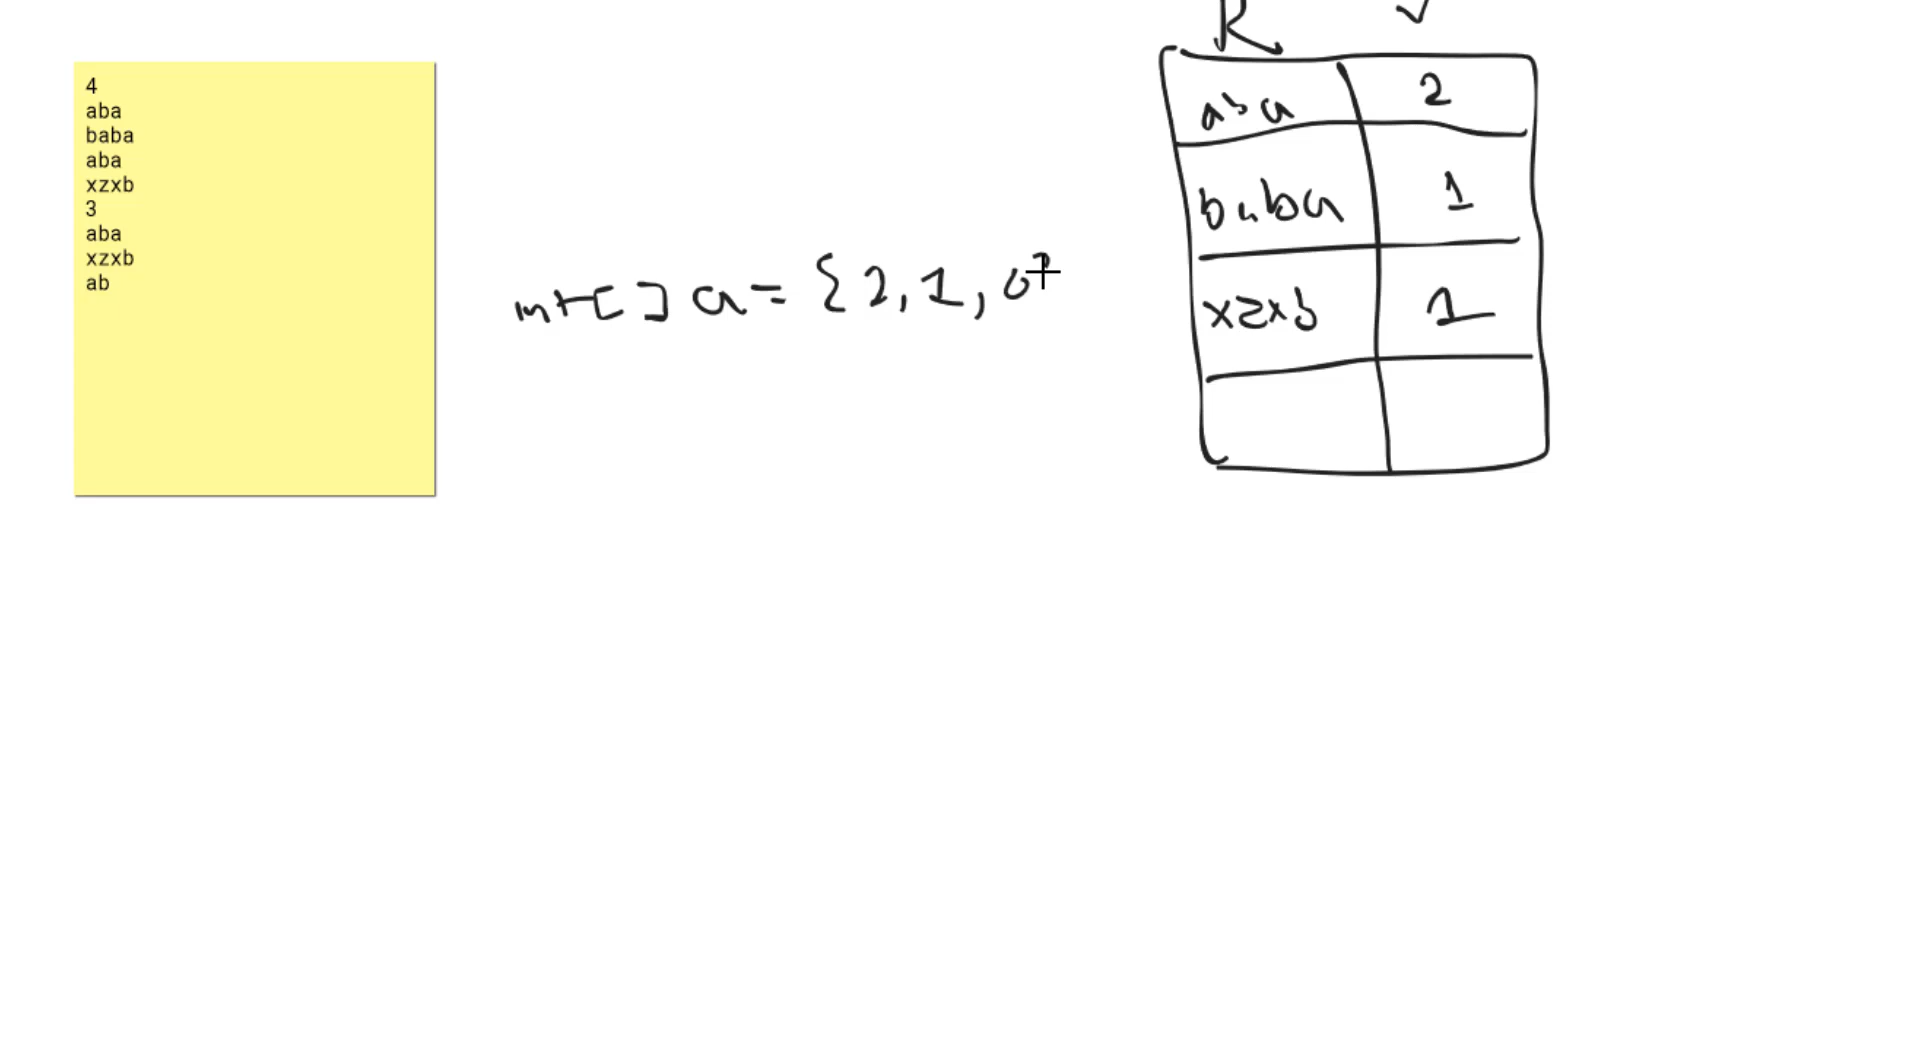 4
aba
baba
aba
xzxb
3
aba
xzxb
ab
int[] a = {2, 1, 0}
K V
aba 2
baba 1
xzxb 1